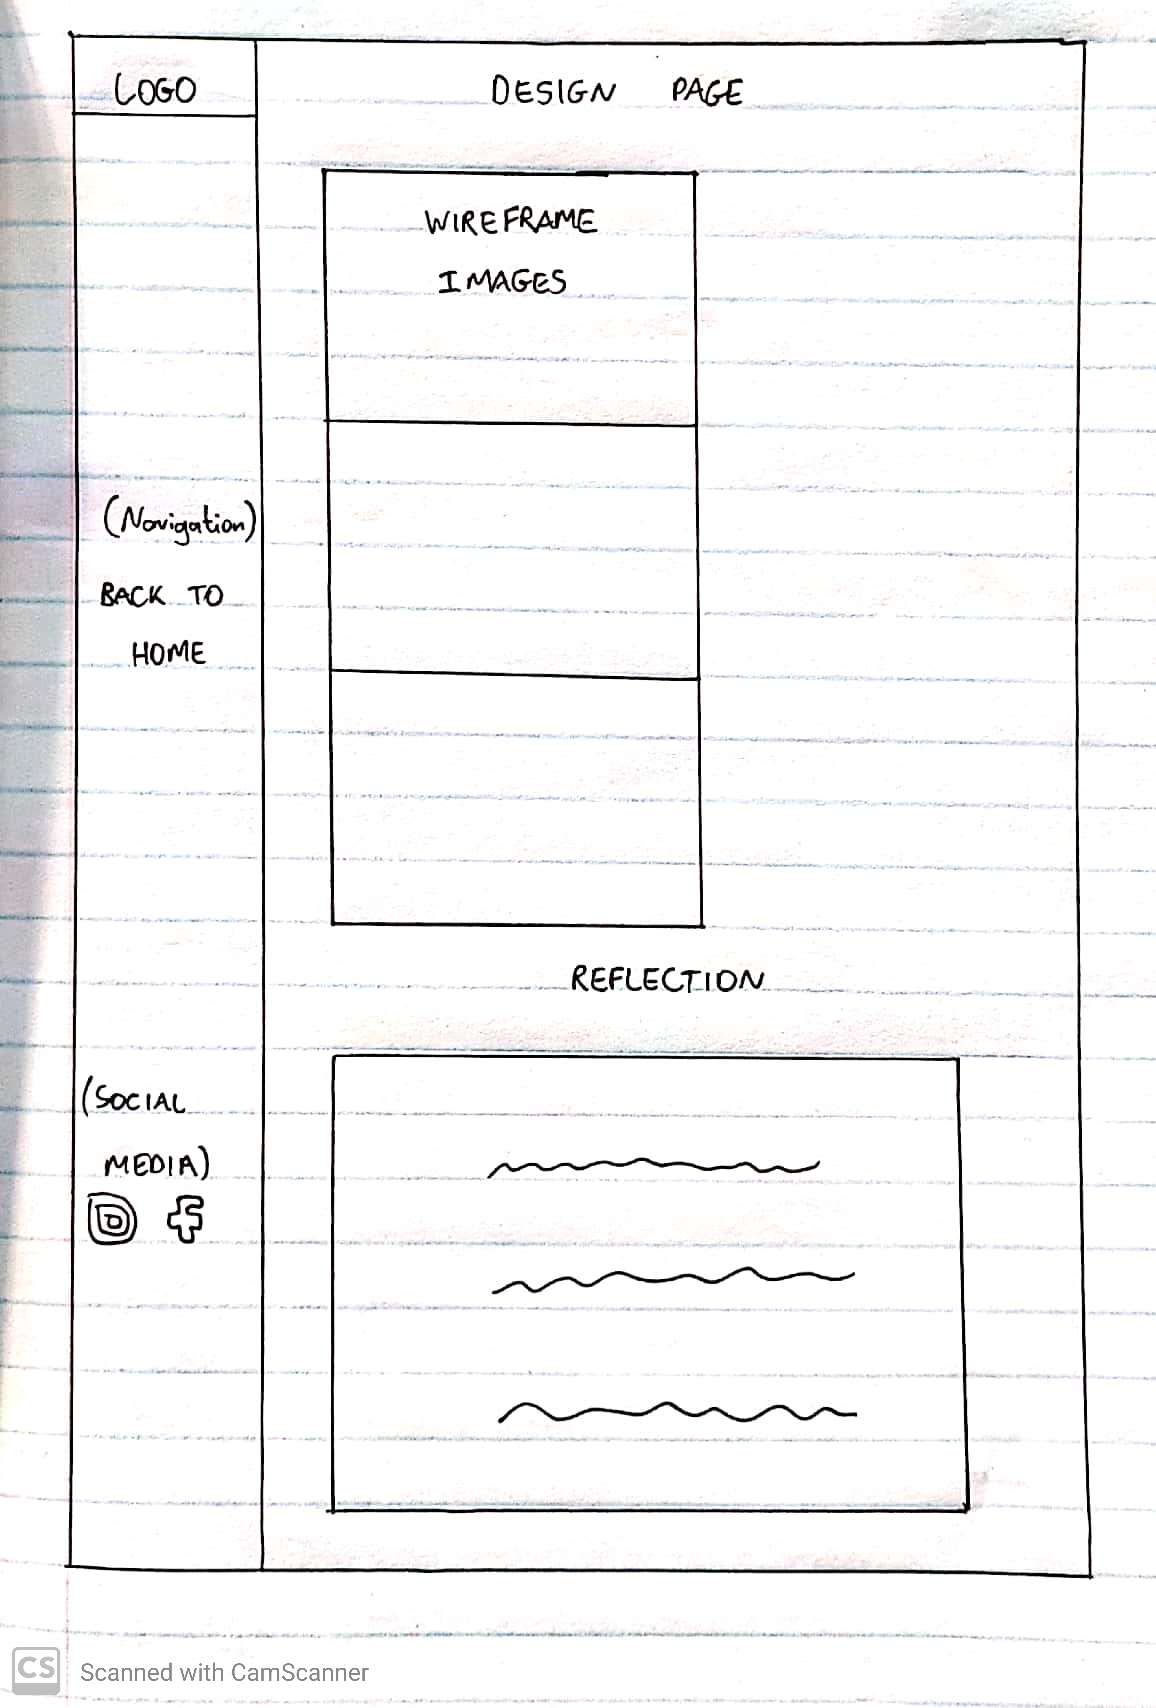 LOGO
DESIGN PAGE
WIREFRAME
IMAGES
(Navigation)
BACK TO
HOME
REFLECTION
(SOCIAL
MEDIA)
CS Scanned with CamScanner